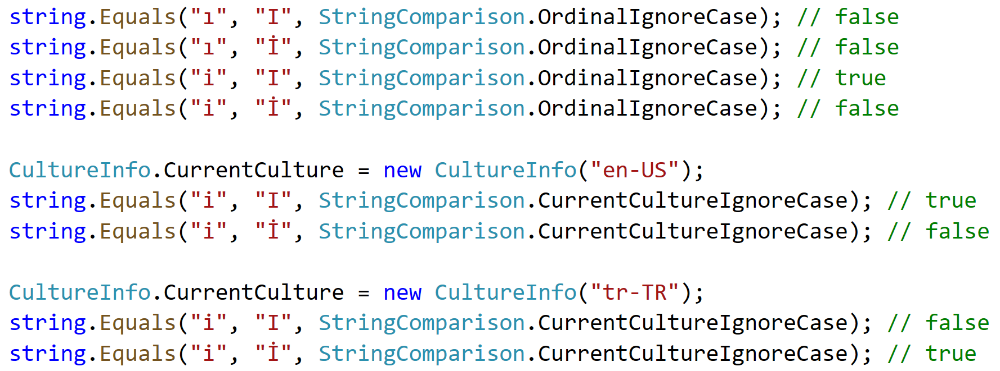 string.Equals("ı", "I", StringComparison.OrdinalIgnoreCase); // false
string.Equals("ı", "İ", StringComparison.OrdinalIgnoreCase); // false
string.Equals("i", "I", StringComparison.OrdinalIgnoreCase); // true
string.Equals("i", "İ", StringComparison.OrdinalIgnoreCase); // false
CultureInfo.CurrentCulture = new CultureInfo("en-US");
string.Equals("i", "I", StringComparison.CurrentCultureIgnoreCase); // true
string.Equals("i", "İ", StringComparison.CurrentCultureIgnoreCase); // false
CultureInfo.CurrentCulture = new CultureInfo("tr-TR");
string.Equals("i", "I", StringComparison.CurrentCultureIgnoreCase); // false
string.Equals("i", "İ", StringComparison.CurrentCultureIgnoreCase); // true